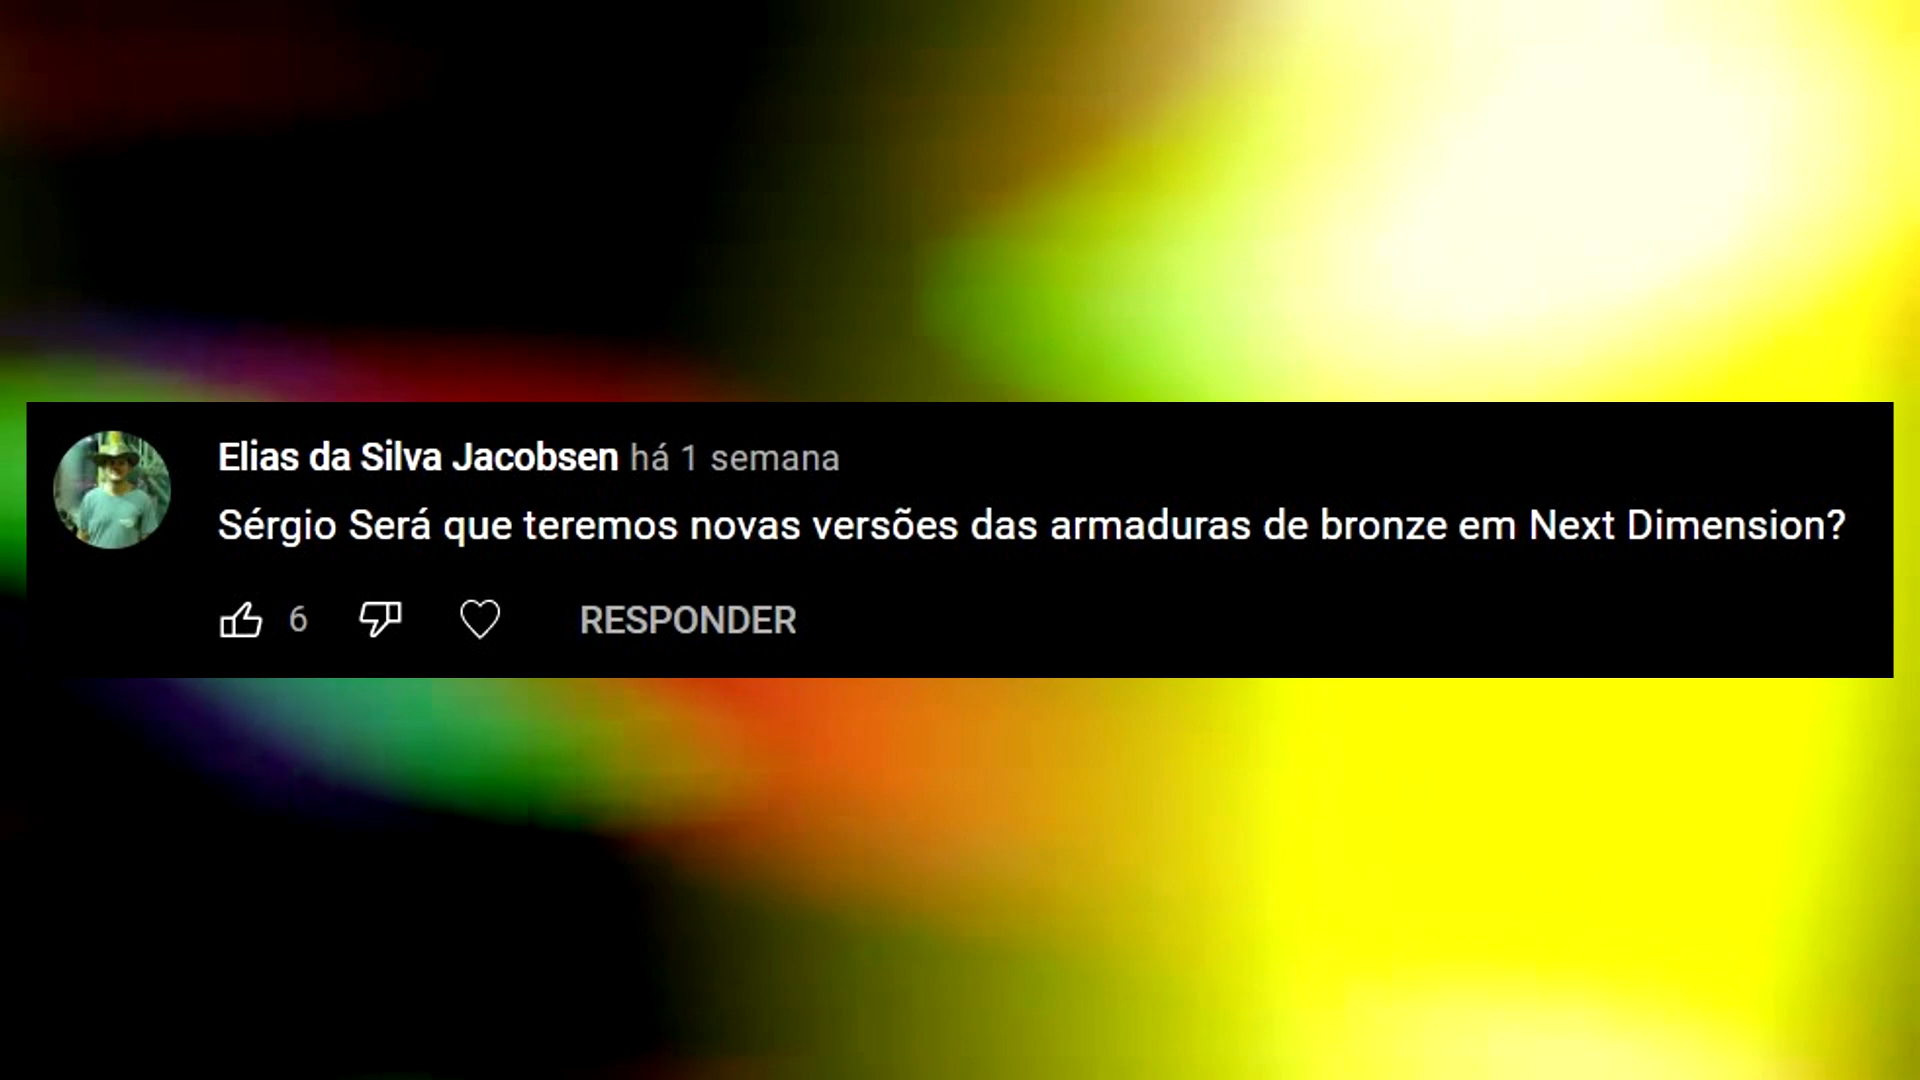 Elias da Silva Jacobsen há 1 semana
Sérgio Será que teremos novas versões das armaduras de bronze em Next Dimension?
6 RESPONDER